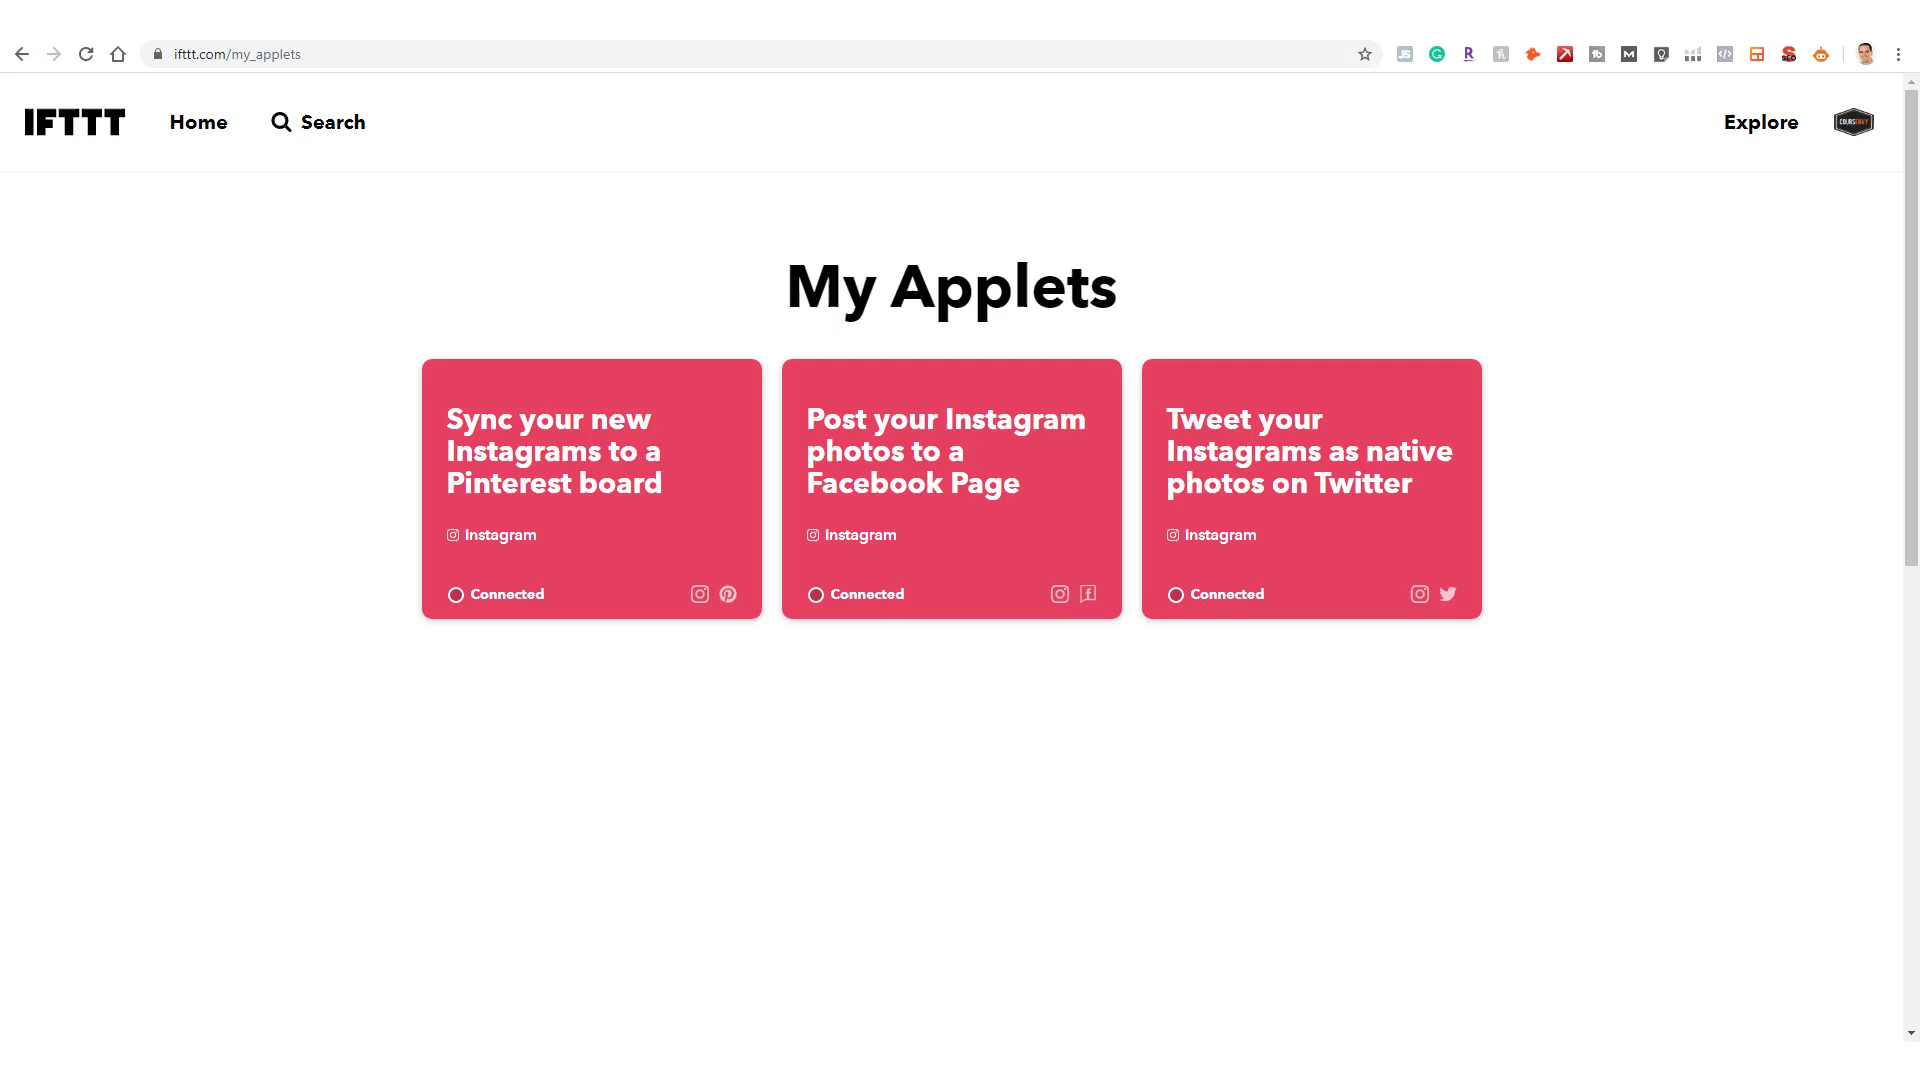 ifttt.com/my_applets
IFTTT
Home
Search
Explore
COURSENVY
My Applets
Sync your new
Instagrams to a
Pinterest board
Instagram
Connected
Post your Instagram
photos to a
Facebook Page
Instagram
Connected
Tweet your
Instagrams as native
photos on Twitter
Instagram
Connected